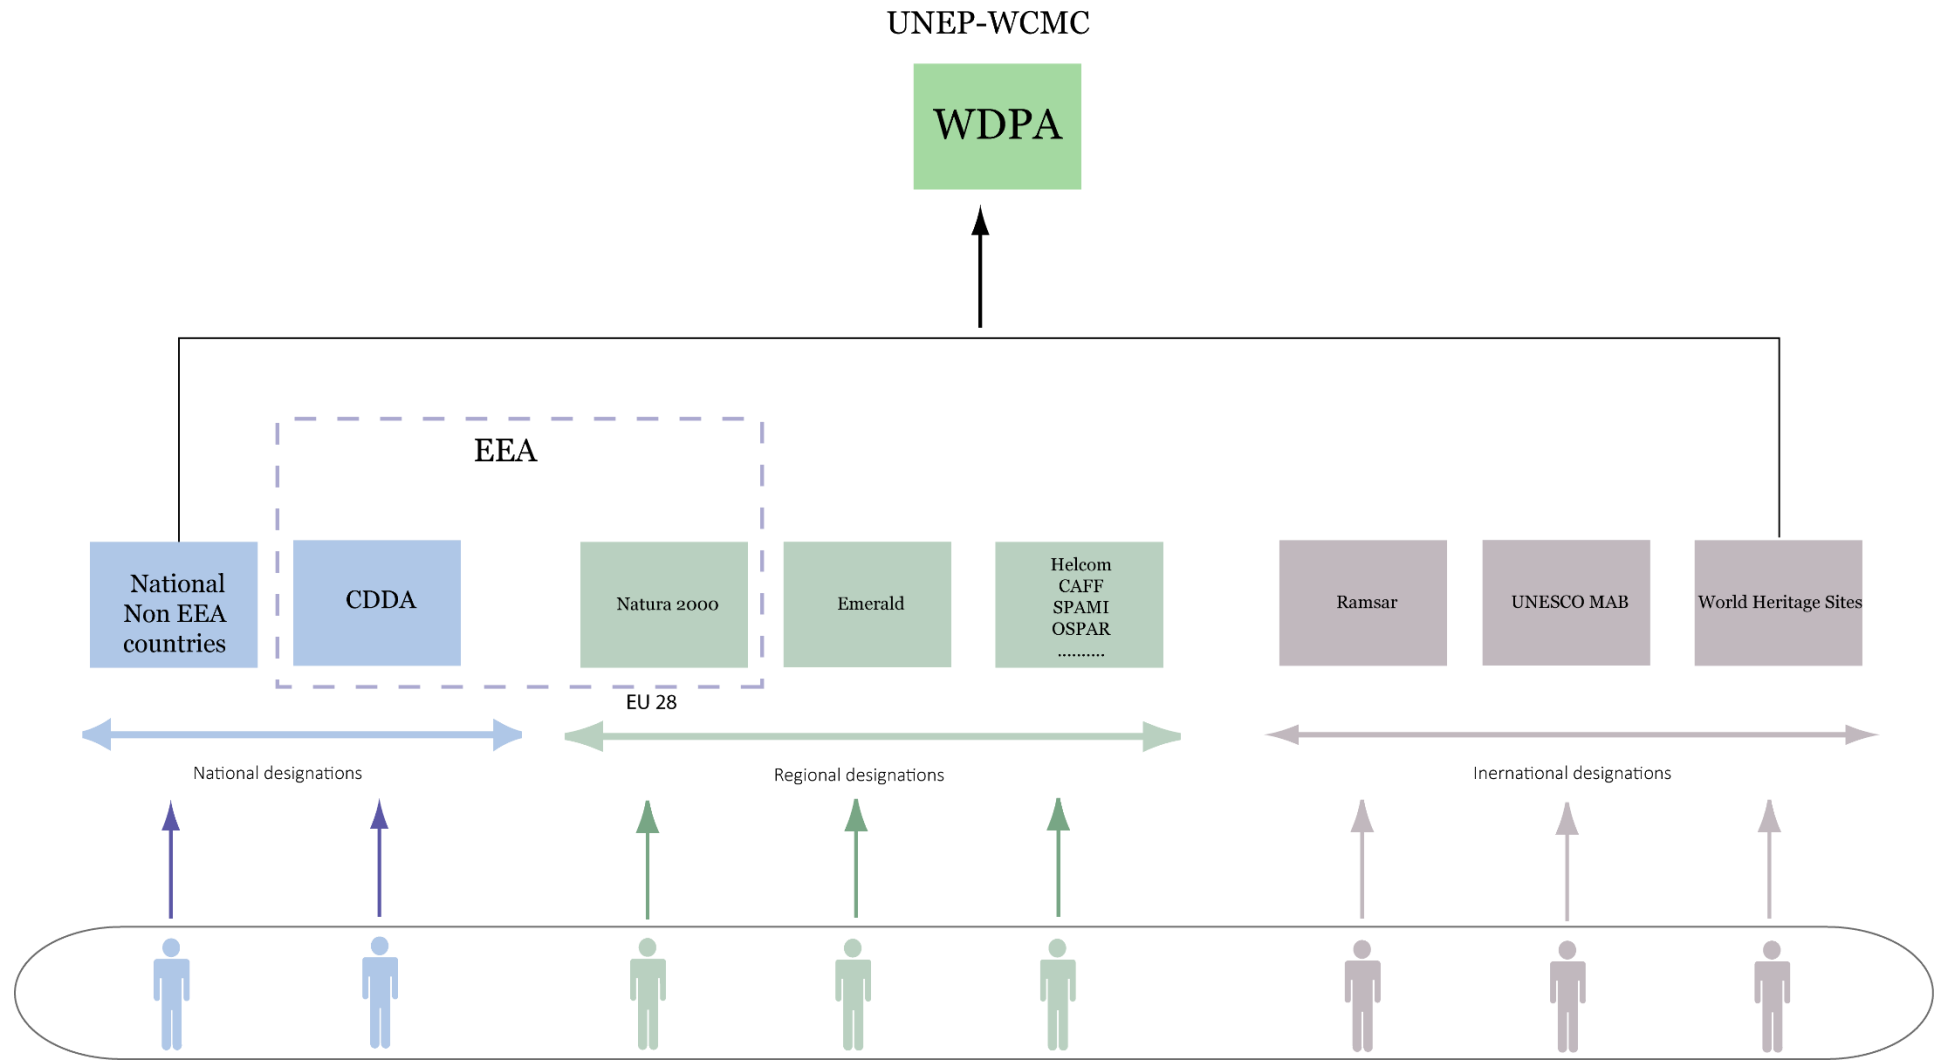 UNEP-WCMC
WDPA
EEA
National
Non EEA
countries
CDDA
Natura 2000
Emerald
Helcom
CAFF
SPAMI
OSPAR
..........
Ramsar
UNESCO MAB
World Heritage Sites
EU 28
National designations
Regional designations
Inernational designations